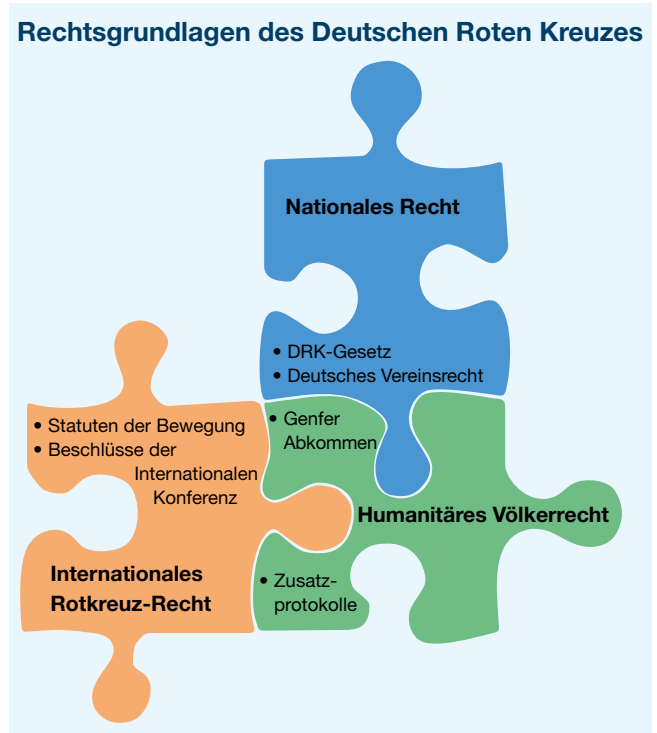 Rechtsgrundlagen des Deutschen Roten Kreuzes
Nationales Recht
• DRK-Gesetz
• Deutsches Vereinsrecht
• Statuten der Bewegung
• Beschlüsse der
Internationalen
Konferenz
Internationales
Rotkreuz-Recht
• Genfer
Abkommen
Humanitäres Völkerrecht
• Zusatz-
protokolle